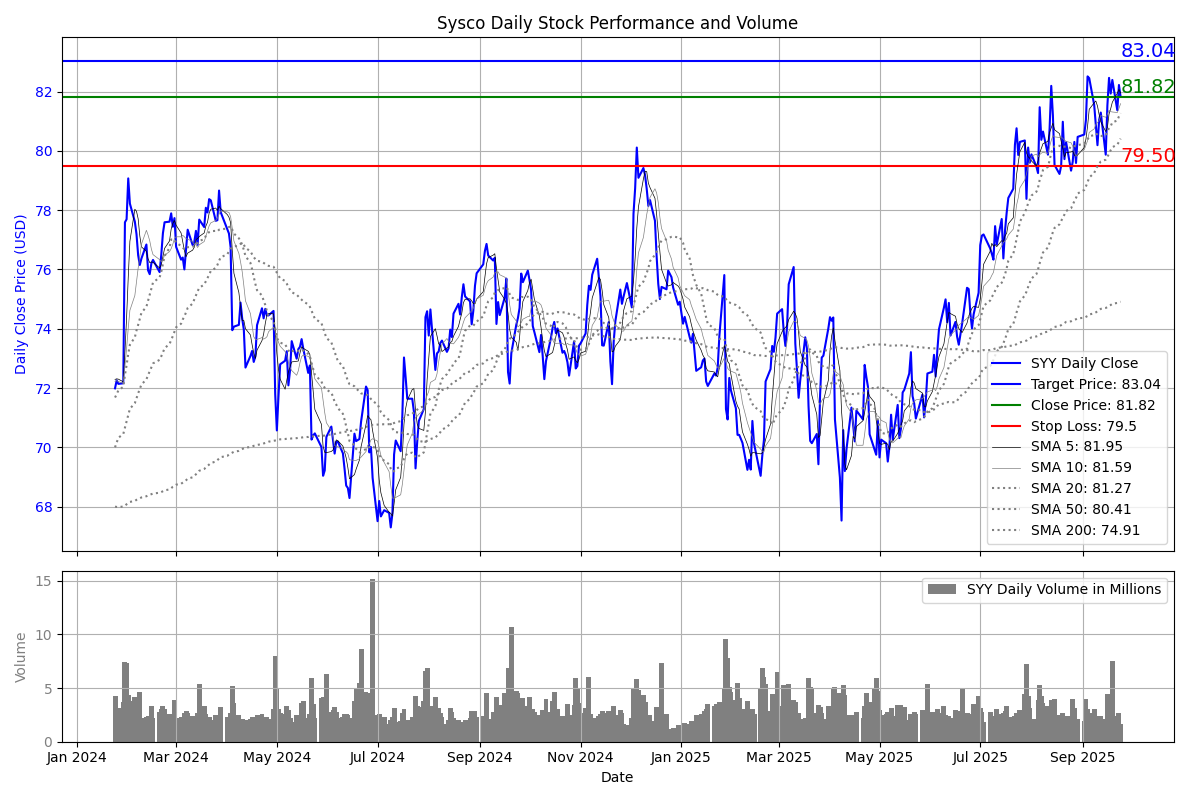 Sysco Daily Stock Performance and Volume
83.04
81.82
79.50
82
80
78
76
74
72
70
68
Daily Close Price (USD)
SYY Daily Close
Target Price: 83.04
Close Price: 81.82
Stop Loss: 79.5
SMA 5: 81.95
SMA 10: 81.59
SMA 20: 81.27
SMA 50: 80.41
SMA 200: 74.91
15
10
5
0
Volume
SYY Daily Volume in Millions
Jan 2024 Mar 2024 May 2024 Jul 2024 Sep 2024 Nov 2024 Jan 2025 Mar 2025 May 2025 Jul 2025 Sep 2025
Date